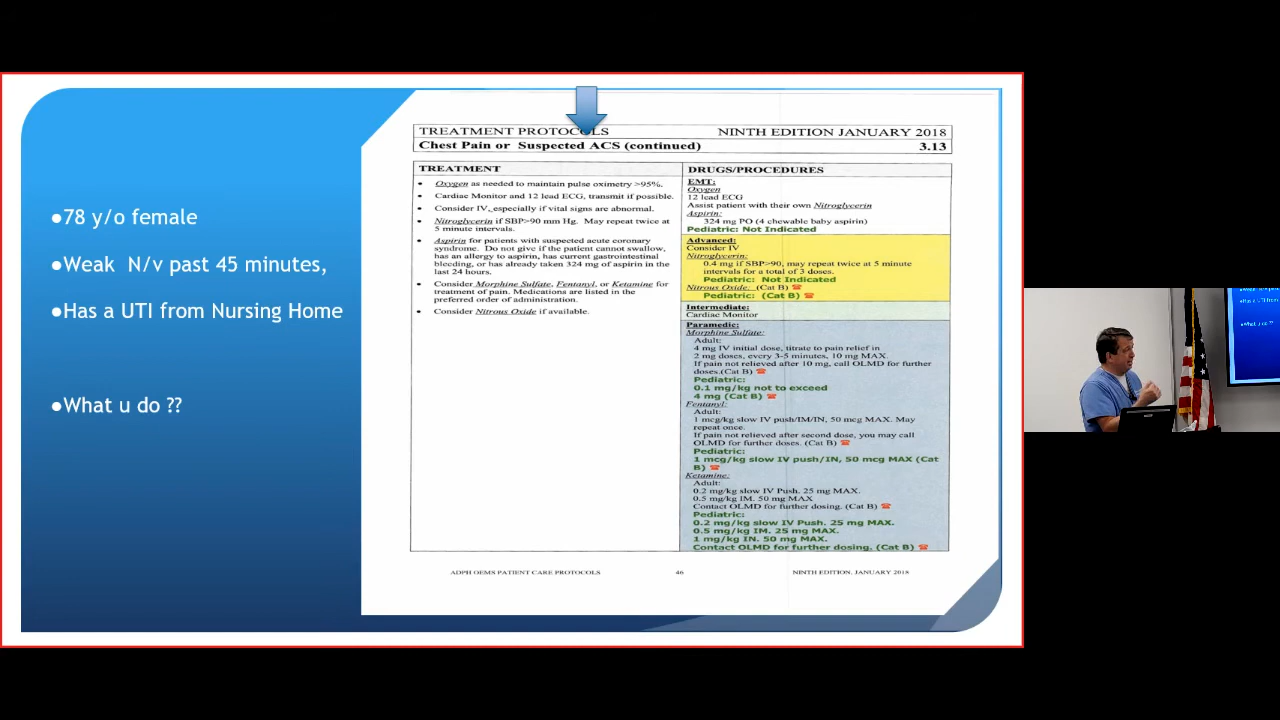 ●78 y/o female
●Weak  N/v past 45 minutes,
●Has a UTI from Nursing Home
●What u do ??
TREATMENT PROTOCOLS NINTH EDITION JANUARY 2018
Chest Pain or  Suspected ACS (continued) 3.13
TREATMENT
• Oxygen as needed to maintain pulse oximetry >95%.
• Cardiac Monitor and 12 lead ECG, transmit if possible.
• Consider IV, especially if vital signs are abnormal.
• Nitroglycerin if SBP>90 mm Hg.  May repeat twice at
5 minute intervals.
• Aspirin for patients with suspected acute coronary
syndrome.  Do not give if the patient cannot swallow,
has an allergy to aspirin, has current gastrointestinal
bleeding, or has already taken 324 mg of aspirin in the
last 24 hours.
• Consider Morphine Sulfate, Fentanyl, or Ketamine for
treatment of pain. Medications are listed in the
preferred order of administration.
• Consider Nitrous Oxide if available.
DRUGS/PROCEDURES
EMT:
Oxygen
12 lead ECG
Assist patient with their own Nitroglycerin
Aspirin:
324 mg PO (4 chewable baby aspirin)
Pediatric: Not Indicated
Advanced:
Consider IV
Nitroglycerin:
0.4 mg if SBP>90, may repeat twice at 5 minute
intervals for a total of 3 doses.
Pediatric:  Not Indicated
Nitrous Oxide:  (Cat B) ☎
Pediatric:  (Cat B) ☎
Intermediate:
Cardiac Monitor
Paramedic:
Morphine Sulfate:
Adult:
4 mg IV initial dose, titrate to pain relief in
2 mg doses, every 3-5 minutes, 10 mg MAX.
If pain not relieved after 10 mg, call OLMD for further
doses.(Cat B) ☎
Pediatric:
0.1 mg/kg not to exceed
4 mg (Cat B) ☎
Fentanyl:
Adult:
1 mcg/kg slow IV push/IM/IN, 50 mcg MAX. May
repeat once.
If pain not relieved after second dose, you may call
OLMD for further doses. (Cat B) ☎
Pediatric:
1 mcg/kg slow IV push/IN, 50 mcg MAX (Cat
B) ☎
Ketamine:
Adult:
0.2 mg/kg slow IV Push. 25 mg MAX.
0.5 mg/kg IM. 50 mg MAX
Contact OLMD for further dosing. (Cat B) ☎
Pediatric:
0.2 mg/kg slow IV Push. 25 mg MAX.
0.5 mg/kg IM. 25 mg MAX.
1 mg/kg IN. 50 mg MAX.
Contact OLMD for further dosing. (Cat B) ☎
ADPH OEMS PATIENT CARE PROTOCOLS 46 NINTH EDITION, JANUARY 2018